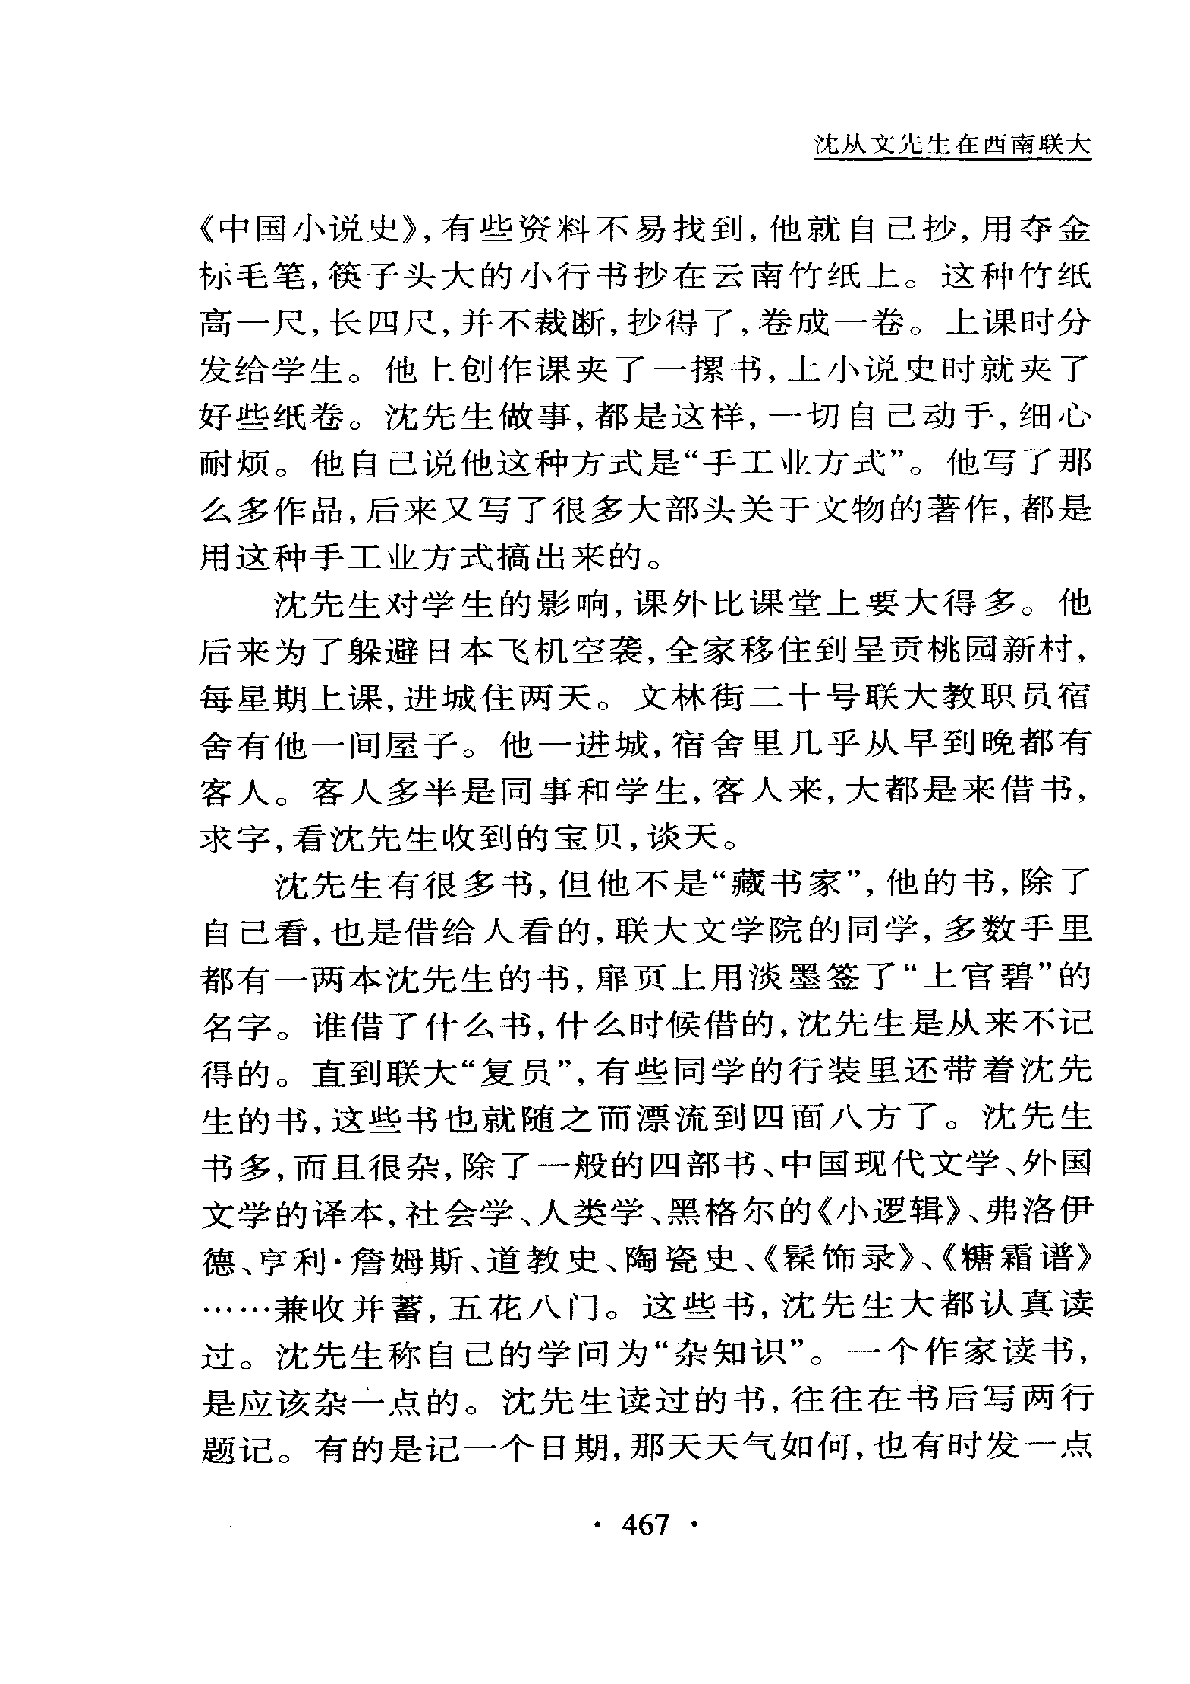 沈从文先生在西南联大
《中国小说史》,有些资料不易找到,他就自己抄,用夺金
标毛笔,筷子头大的小行书抄在云南竹纸上。这种竹纸
高一尺,长四尺,并不裁断,抄得了,卷成一卷。上课时分
发给学生。他上创作课夹了一摞书,上小说史时就夹了
好些纸卷。沈先生做事,都是这样,一切自己动手,细心
耐烦。他自己说他这种方式是“手工业方式”。他写了那
么多作品,后来又写了很多大部头关于文物的著作,都是
用这种手工业方式搞出来的。
沈先生对学生的影响,课外比课堂上要大得多。他
后来为了躲避日本飞机空袭,全家移住到呈贡桃园新村,
每星期上课,进城住两天。文林街二十号联大教职员宿
舍有他一间屋子。他一进城,宿舍里几乎从早到晚都有
客人。客人多半是同事和学生,客人来,大都是来借书,
求字,看沈先生收到的宝贝,谈天。
沈先生有很多书,但他不是“藏书家”,他的书,除了
自己看,也是借给人看的,联大文学院的同学,多数手里
都有一两本沈先生的书,扉页上用淡墨签了“上官碧”的
名字。谁借了什么书,什么时候借的,沈先生是从来不记
得的。直到联大“复员”,有些同学的行装里还带着沈先
生的书,这些书也就随之而漂流到四面八方了。沈先生
书多,而且很杂,除了一般的四部书、中国现代文学、外国
文学的译本,社会学、人类学、黑格尔的《小逻辑》、弗洛伊
德、亨利·詹姆斯、道教史、陶瓷史、《髹饰录》、《糖霜谱》
……兼收并蓄,五花八门。这些书,沈先生大都认真读
过。沈先生称自己的学问为“杂知识”。一个作家读书,
是应该杂一点的。沈先生读过的书,往往在书后写两行
题记。有的是记一个日期,那天天气如何,也有时发一点
· 467 ·